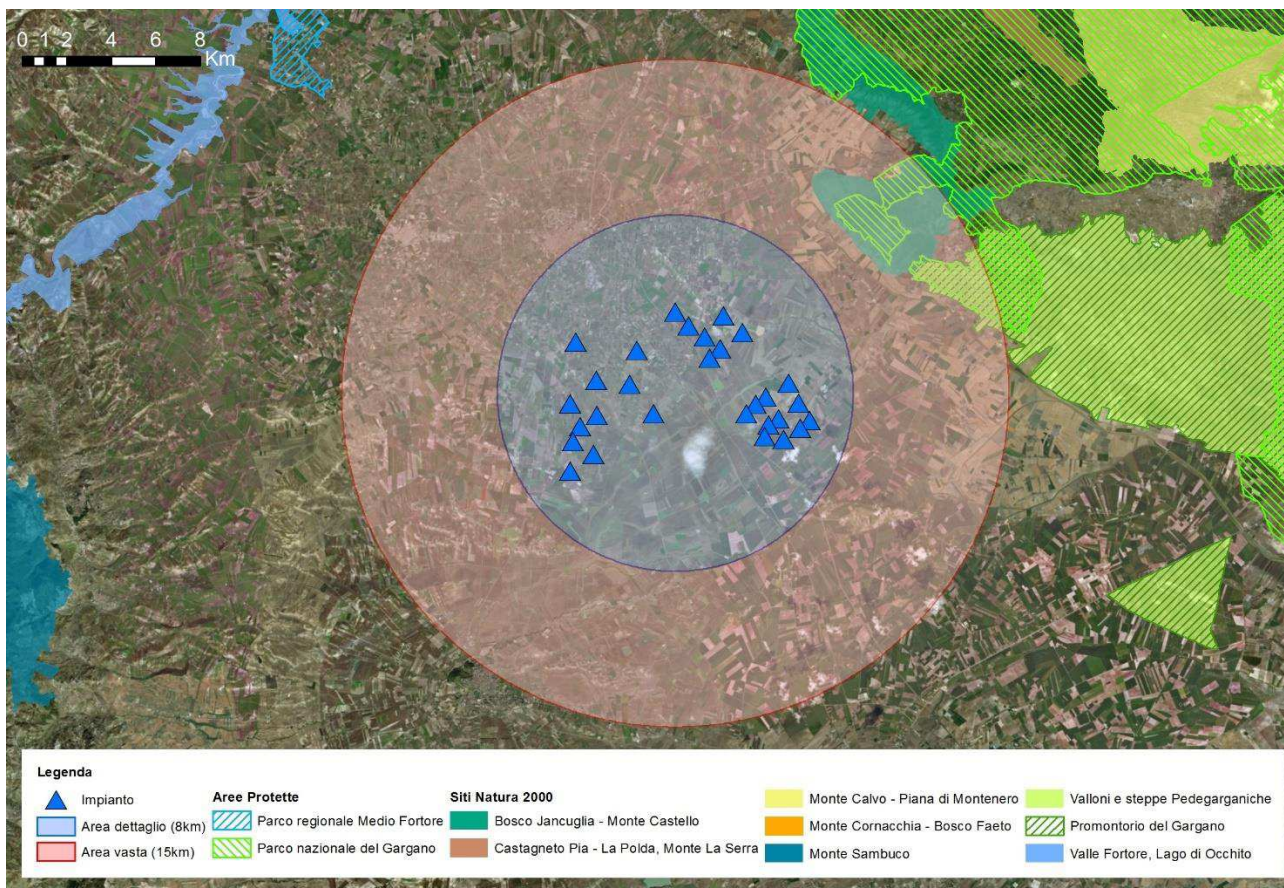 0 1 2 4 6 8
Km
Legenda
Impianto
Area dettaglio (8km)
Area vasta (15km)
Aree Protette
Parco regionale Medio Fortore
Parco nazionale del Gargano
Siti Natura 2000
Bosco Jancuglia - Monte Castello
Castagneto Pia - La Polda, Monte La Serra
Monte Calvo - Piana di Montenero
Monte Cornacchia - Bosco Faeto
Monte Sambuco
Valloni e steppe Pedegarganiche
Promontorio del Gargano
Valle Fortore, Lago di Occhito